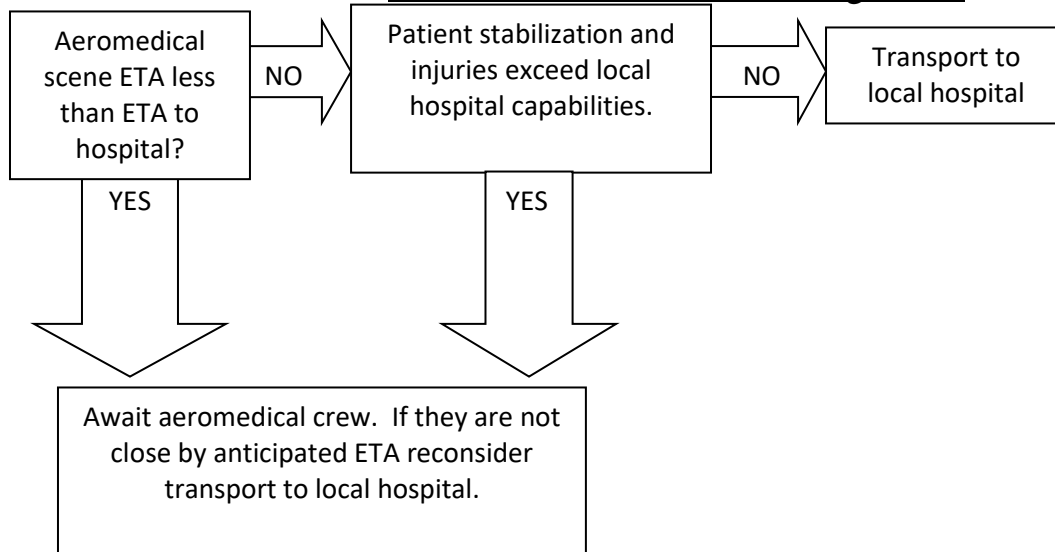 Aeromedical
scene ETA less
than ETA to
hospital?
NO
Patient stabilization and
injuries exceed local
hospital capabilities.
NO
Transport to
local hospital
YES
YES
Await aeromedical crew.  If they are not
close by anticipated ETA reconsider
transport to local hospital.